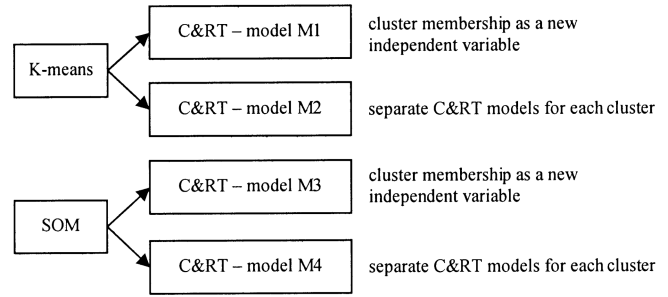 C&RT – model M1
cluster membership as a new
independent variable
K-means
C&RT – model M2
separate C&RT models for each cluster
C&RT – model M3
cluster membership as a new
independent variable
SOM
C&RT – model M4
separate C&RT models for each cluster